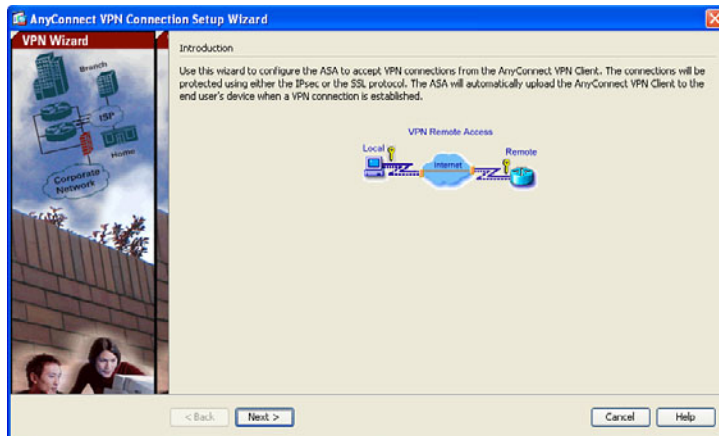 AnyConnect VPN Connection Setup Wizard
VPN Wizard
Branch
ISP
Home
Corporate
Network
Introduction
Use this wizard to configure the ASA to accept VPN connections from the AnyConnect VPN Client. The connections will be
protected using either the IPsec or the SSL protocol. The ASA will automatically upload the AnyConnect VPN Client to the
end user's device when a VPN connection is established.
VPN Remote Access
Local
Internet
Remote
< Back
Next >
Cancel
Help